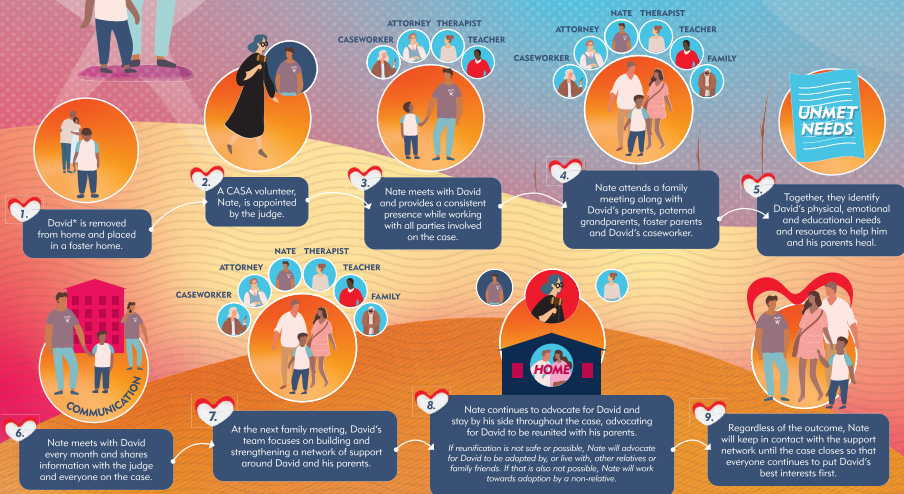 ATTORNEY THERAPIST
CASEWORKER TEACHER
NATE THERAPIST
ATTORNEY TEACHER
CASEWORKER FAMILY
UNMET
NEEDS
1.
David* is removed
from home and placed
in a foster home.
2.
A CASA volunteer,
Nate, is appointed
by the judge.
3.
Nate meets with David
and provides a consistent
presence while working
with all parties involved
on the case.
4.
Nate attends a family
meeting along with
David's parents, paternal
grandparents, foster parents
and David's caseworker.
5.
Together, they identify
David's physical, emotional
and educational needs
and resources to help him
and his parents heal.
COMMUNICATION
6.
Nate meets with David
every month and shares
information with the judge
and everyone on the case.
NATE THERAPIST
ATTORNEY TEACHER
CASEWORKER FAMILY
7.
At the next family meeting, David's
team focuses on building and
strengthening a network of support
around David and his parents.
HOME
8.
Nate continues to advocate for David and
stay by his side throughout the case, advocating
for David to be reunited with his parents.
If reunification is not safe or possible, Nate will advocate
for David to be adopted by, or live with, other relatives or
family friends. If that is also not possible, Nate will work
towards adoption by a non-relative.
9.
Regardless of the outcome, Nate
will keep in contact with the support
network until the case closes so that
everyone continues to put David's
best interests first.